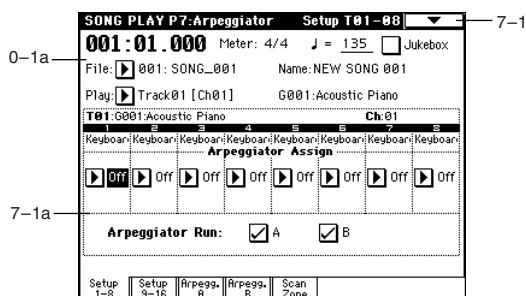 SONG PLAY P7:Arpeggiator Setup T01-08
7–1
001:01.000 Meter: 4/4 ♩ = 135 Jukebox
0–1a
File: 001: SONG_001 Name: NEW SONG 001
Play: Track01 [Ch01] G001:Acoustic Piano
T01:G001:Acoustic Piano Ch:01
1 2 3 4 5 6 7 8
Keyboar Keyboar Keyboar Keyboar Keyboar Keyboar Keyboar Keyboar
Arpeggiator Assign
Off Off Off Off Off Off Off Off
7–1a
Arpeggiator Run: A B
Setup 1-8 Setup 9-16 Arpegg. A Arpegg. B Scan Zone